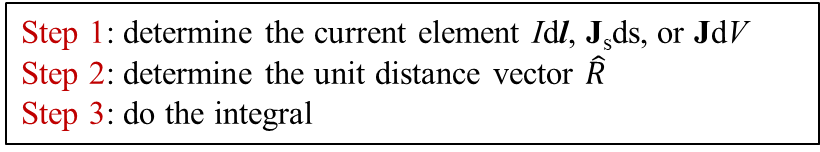 Step 1: determine the current element Idl, Jₛds, or JdV
Step 2: determine the unit distance vector R̂
Step 3: do the integral